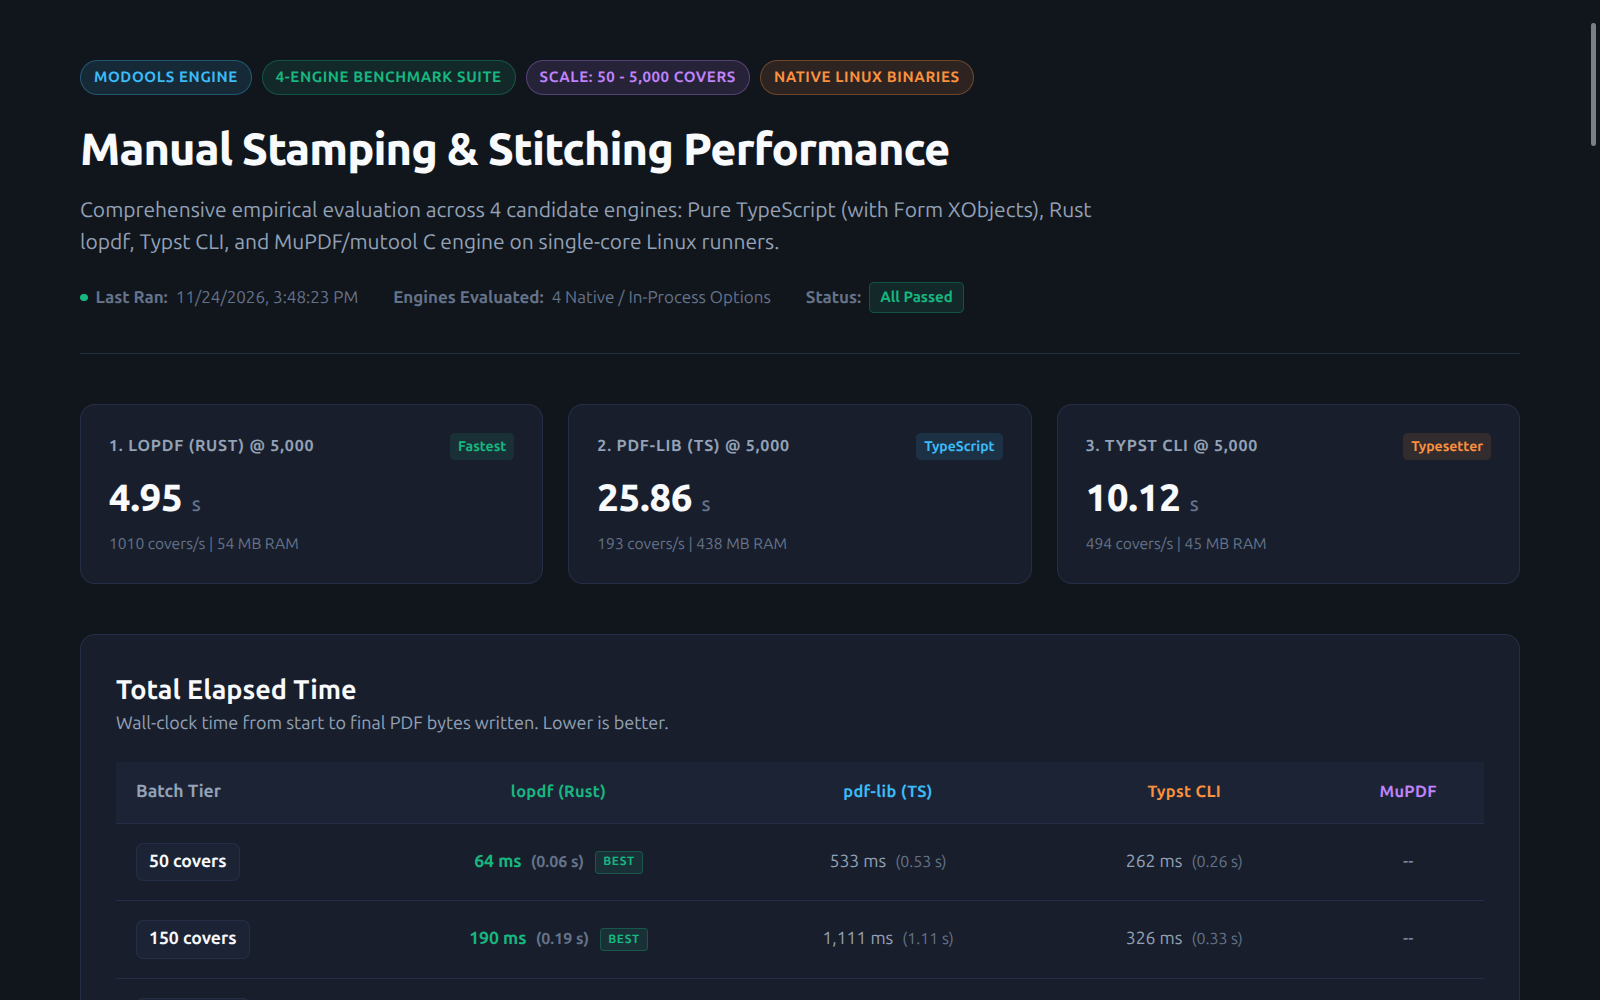 MODOOLS ENGINE 4-ENGINE BENCHMARK SUITE SCALE: 50 - 5,000 COVERS NATIVE LINUX BINARIES
Manual Stamping & Stitching Performance
Comprehensive empirical evaluation across 4 candidate engines: Pure TypeScript (with Form XObjects), Rust
lopdf, Typst CLI, and MuPDF/mutool C engine on single-core Linux runners.
Last Ran: 11/24/2026, 3:48:23 PM Engines Evaluated: 4 Native / In-Process Options Status: All Passed
1. LOPDF (RUST) @ 5,000 Fastest
4.95 s
1010 covers/s | 54 MB RAM
2. PDF-LIB (TS) @ 5,000 TypeScript
25.86 s
193 covers/s | 438 MB RAM
3. TYPST CLI @ 5,000 Typesetter
10.12 s
494 covers/s | 45 MB RAM
Total Elapsed Time
Wall-clock time from start to final PDF bytes written. Lower is better.
Batch Tier lopdf (Rust) pdf-lib (TS) Typst CLI MuPDF
50 covers 64 ms (0.06 s) BEST 533 ms (0.53 s) 262 ms (0.26 s) --
150 covers 190 ms (0.19 s) BEST 1,111 ms (1.11 s) 326 ms (0.33 s) --